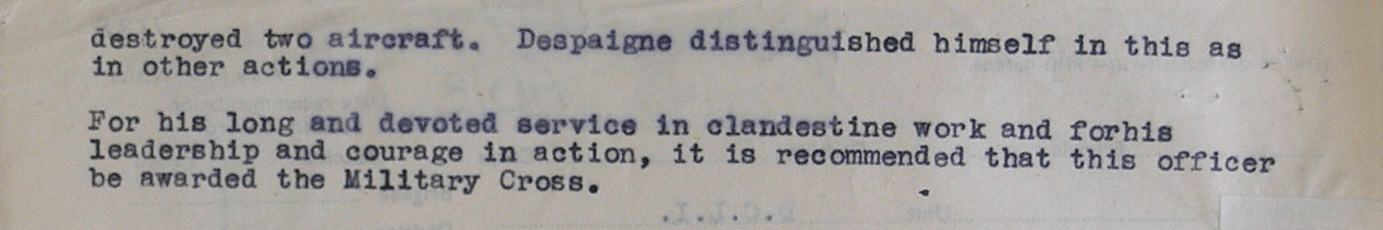 destroyed two aircraft.  Despaigne distinguished himself in this as
in other actions.
For his long and devoted service in clandestine work and forhis
leadership and courage in action, it is recommended that this officer
be awarded the Military Cross.
D.C.L.I.